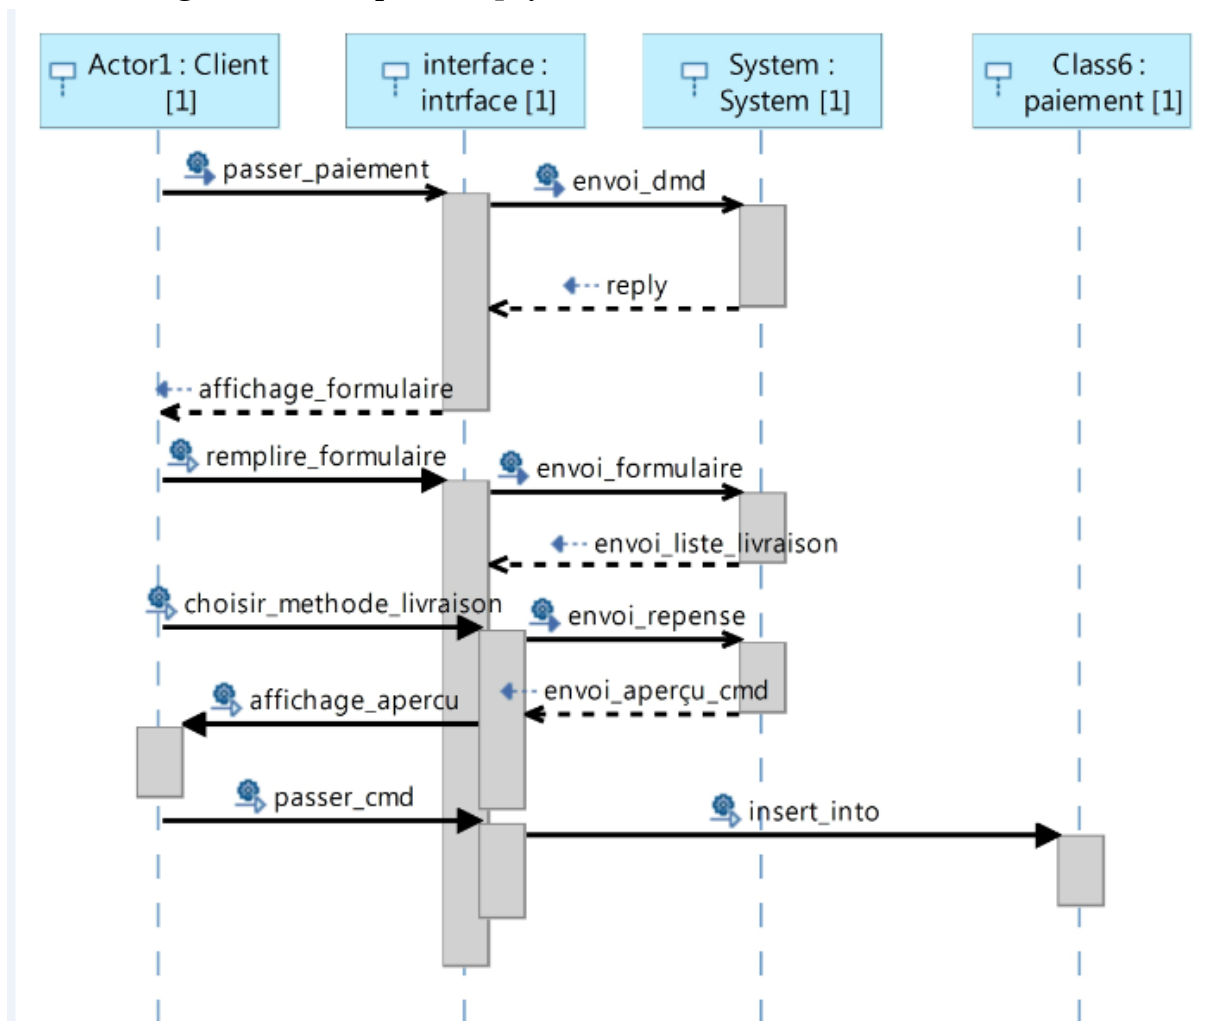 Actor1 : Client
[1]
interface :
intrface [1]
System :
System [1]
Class6 :
paiement [1]
passer_paiement
envoi_dmd
reply
affichage_formulaire
remplire_formulaire
envoi_formulaire
envoi_liste_livraison
choisir_methode_livraison
envoi_repense
envoi_aperçu_cmd
affichage_apercu
passer_cmd
insert_into